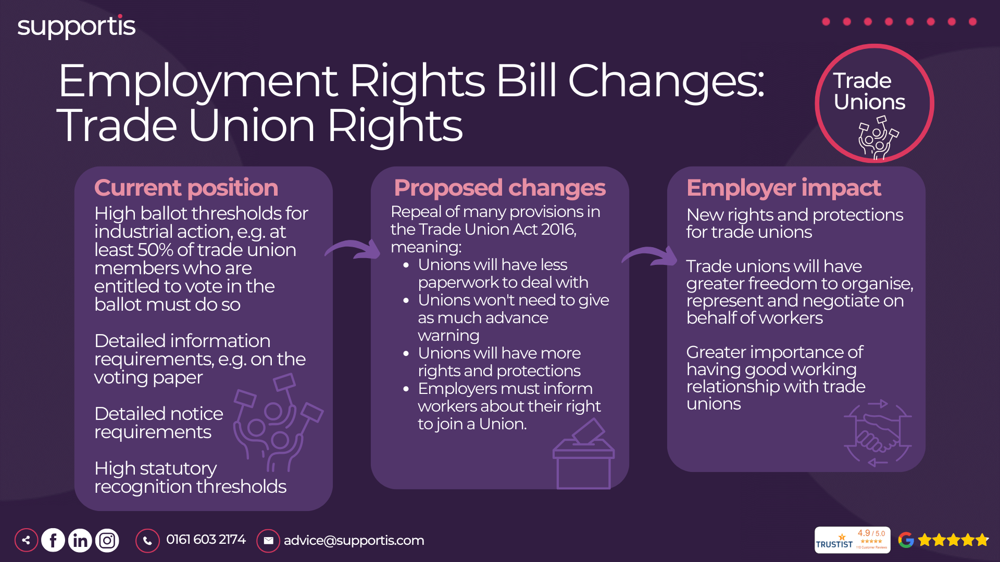 supportis
Employment Rights Bill Changes:
Trade Union Rights
Trade
Unions
Current position
High ballot thresholds for
industrial action, e.g. at
least 50% of trade union
members who are
entitled to vote in the
ballot must do so
Detailed information
requirements, e.g. on the
voting paper
Detailed notice
requirements
High statutory
recognition thresholds
Proposed changes
Repeal of many provisions in
the Trade Union Act 2016,
meaning:
• Unions will have less
paperwork to deal with
• Unions won't need to give
as much advance
warning
• Unions will have more
rights and protections
• Employers must inform
workers about their right
to join a Union.
Employer impact
New rights and protections
for trade unions
Trade unions will have
greater freedom to organise,
represent and negotiate on
behalf of workers
Greater importance of
having good working
relationship with trade
unions
0161 603 2174
advice@supportis.com
TRUSTIST
4.9 / 5.0
118 Customer Reviews